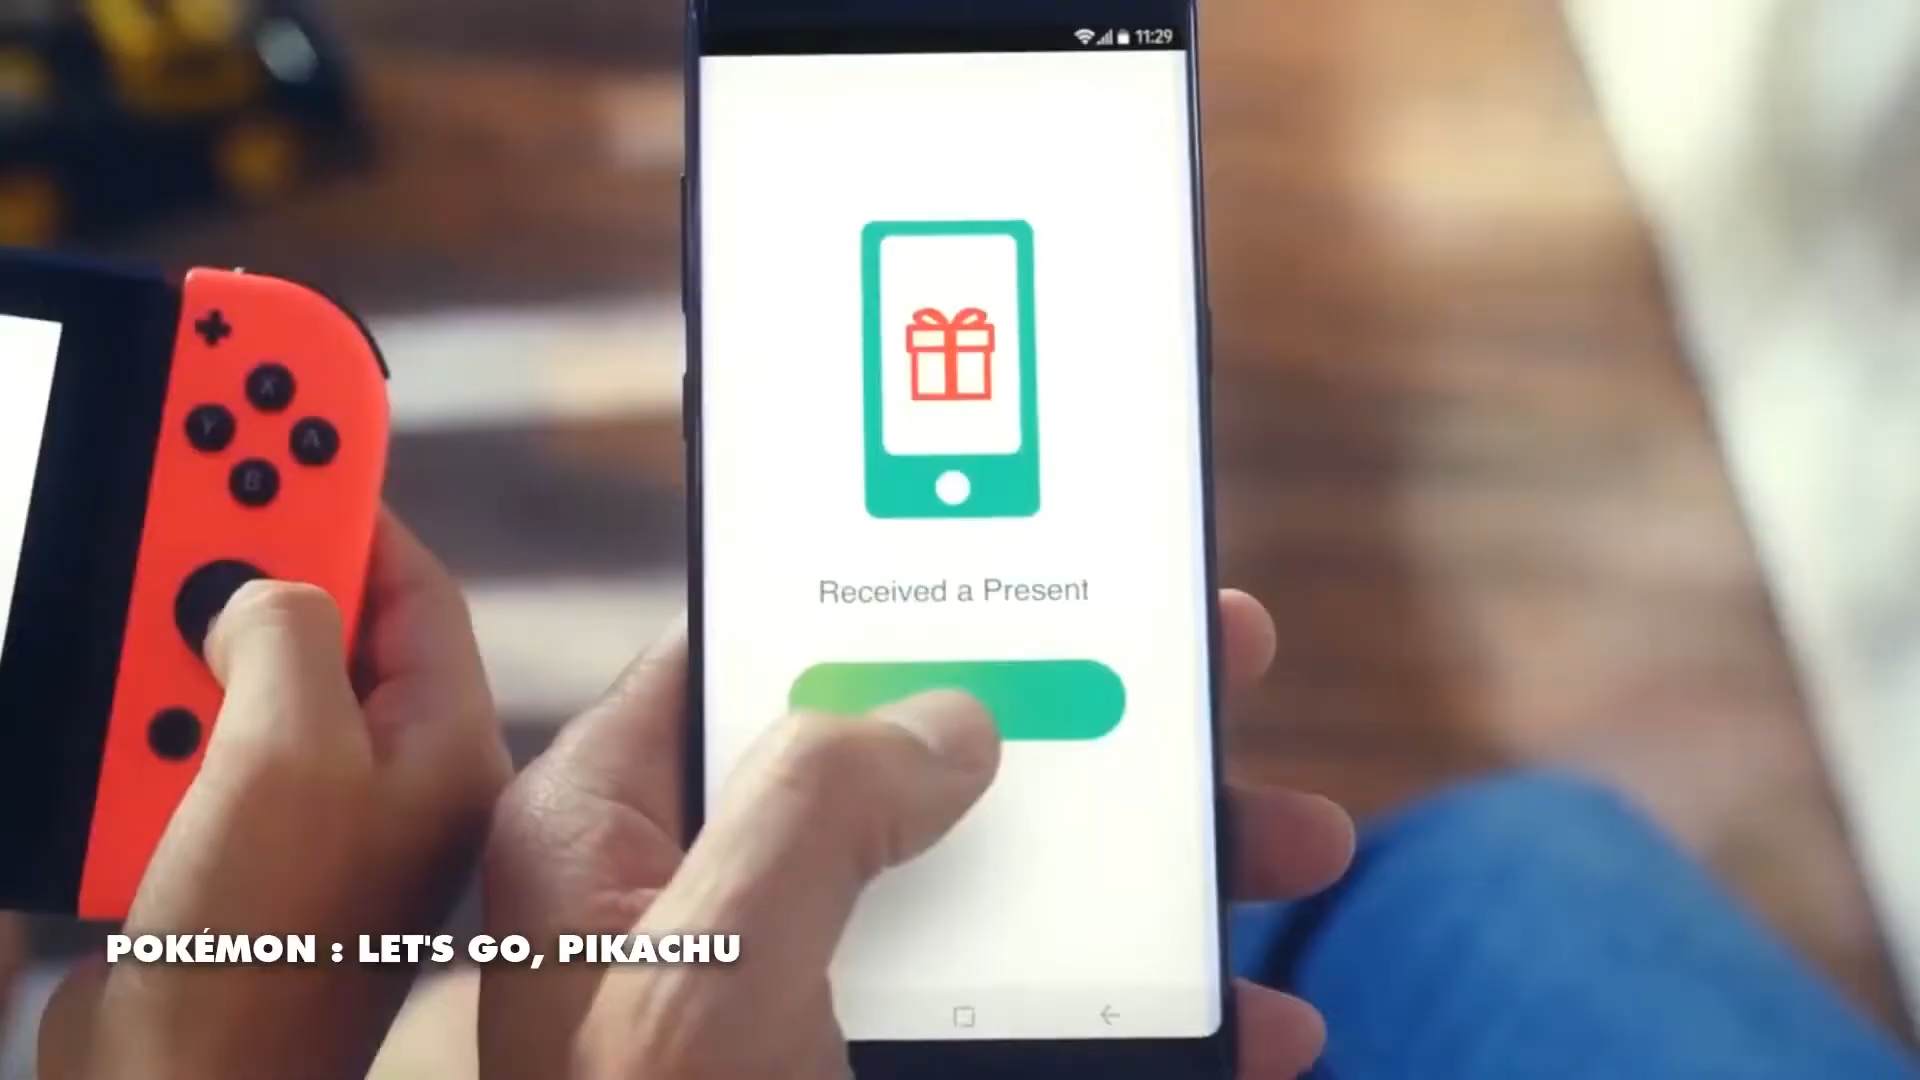 11:29
X
Y
A
B
Received a Present
POKÉMON : LET'S GO, PIKACHU